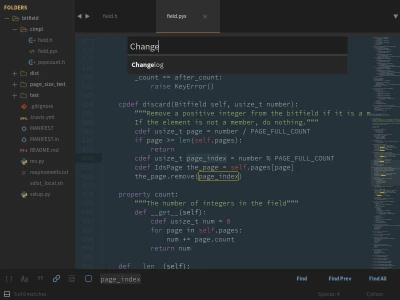 FOLDERS
bitfield
cimpl
field.h
field.pyx
popcount.h
dist
page_size_test
test
.gitignore
.travis.yml
MANIFEST
MANIFEST.in
README.md
requirements.txt
setup.py
field.h
field.pyx
Change
Changelog
_count == after_count:
raise KeyError()
cpdef discard(Bitfield self, usize_t number):
"""Remove a positive integer from the bitfield if it is a m
If the element is not a member, do nothing."""
cdef usize_t page = number / PAGE_FULL_COUNT
if page >= len(self.pages):
return
cdef usize_t page_index = number % PAGE_FULL_COUNT
cdef IdsPage the_page = self.pages[page]
the_page.remove(page_index)
property count:
"""The number of integers in the field"""
def __get__(self):
cdef usize_t num = 0
for page in self.pages:
num += page.count
return num
def __len__(self):
page_index
Find
Find Prev
Find All
Spaces: 4
Cython